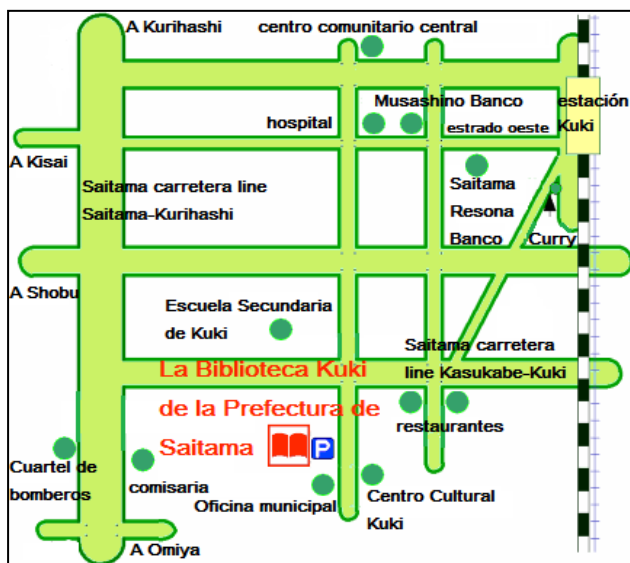 A Kurihashi
centro comunitario central
Musashino Banco
estación
hospital
estrado oeste
Kuki
A Kisai
Saitama carretera line
Saitama-Kurihashi
Saitama
Resona
Banco
Curry
A Shobu
Escuela Secundaria
de Kuki
Saitama carretera
line Kasukabe-Kuki
La Biblioteca Kuki
de la Prefectura de
Saitama
P
restaurantes
Cuartel de
bomberos
comisaria
Oficina municipal
Centro Cultural
Kuki
A Omiya